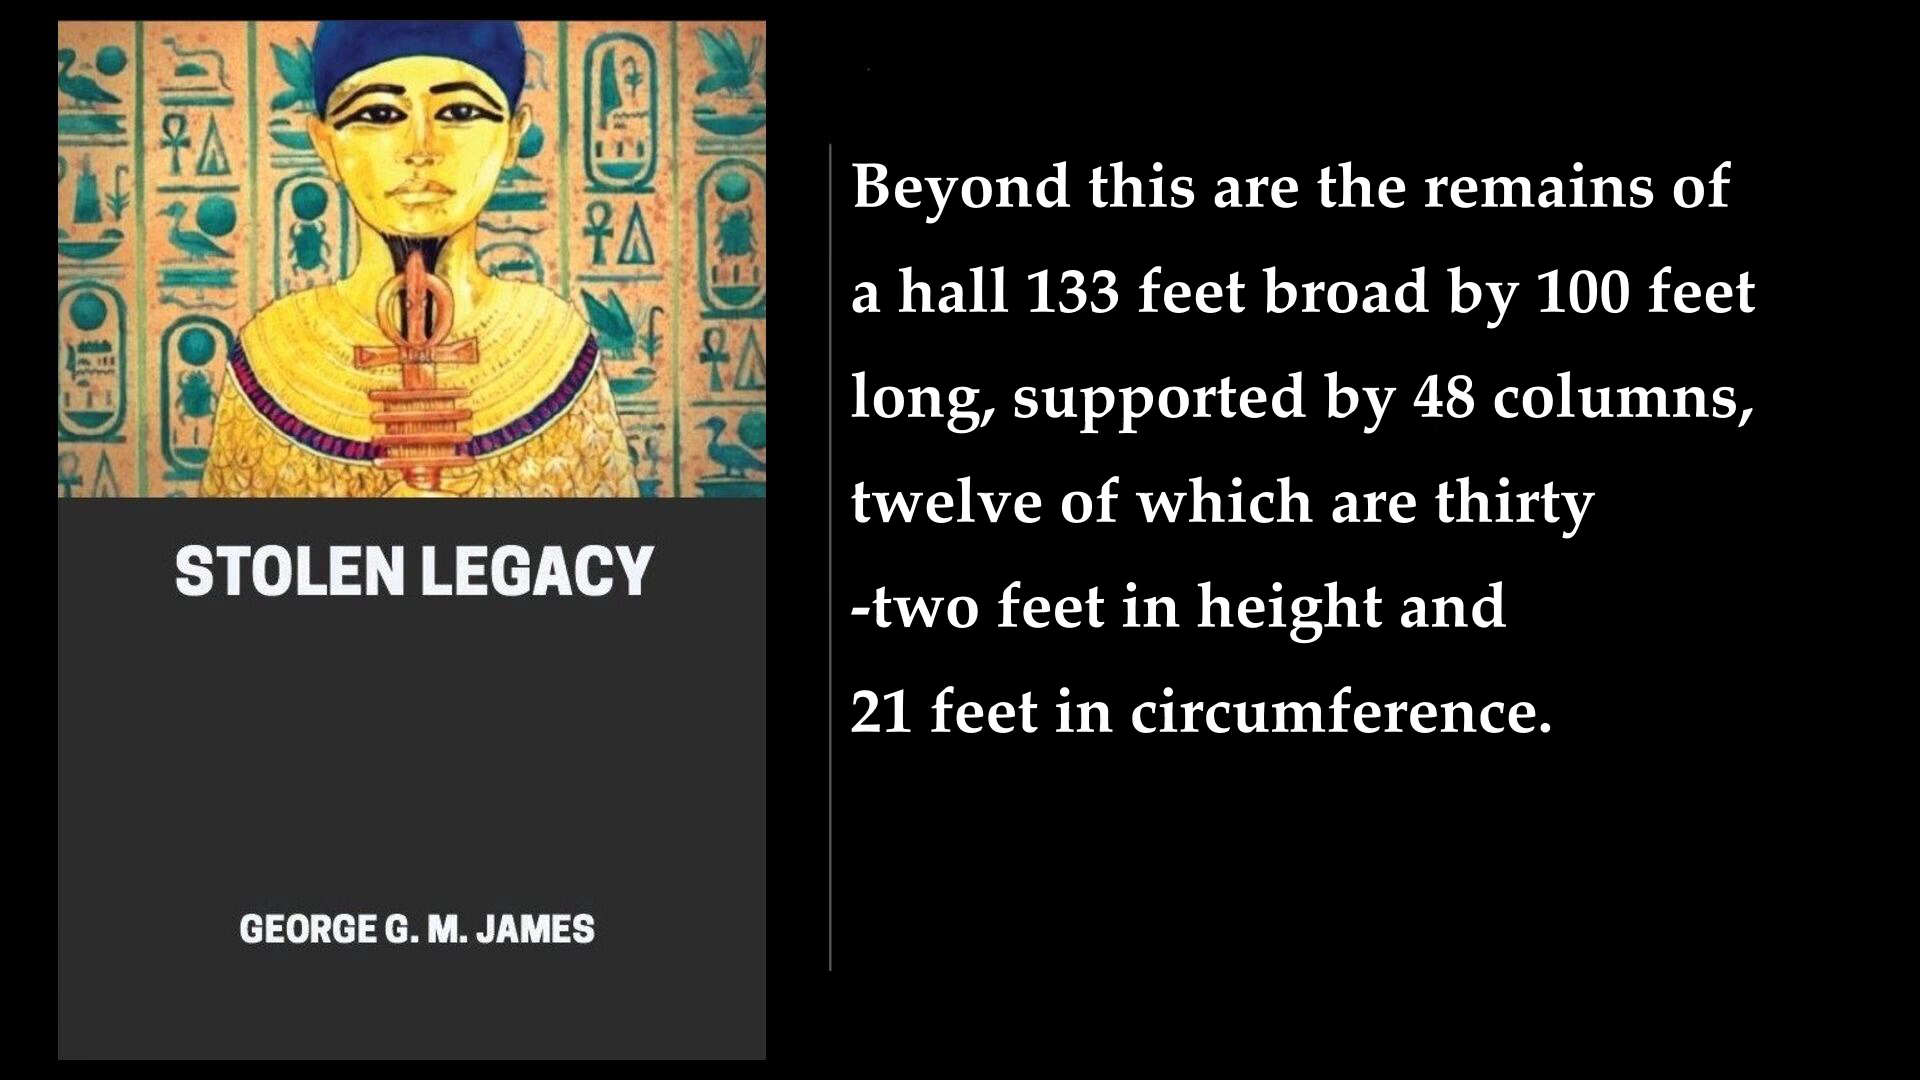 STOLEN LEGACY
GEORGE G. M. JAMES
Beyond this are the remains of
a hall 133 feet broad by 100 feet
long, supported by 48 columns,
twelve of which are thirty
-two feet in height and
21 feet in circumference.